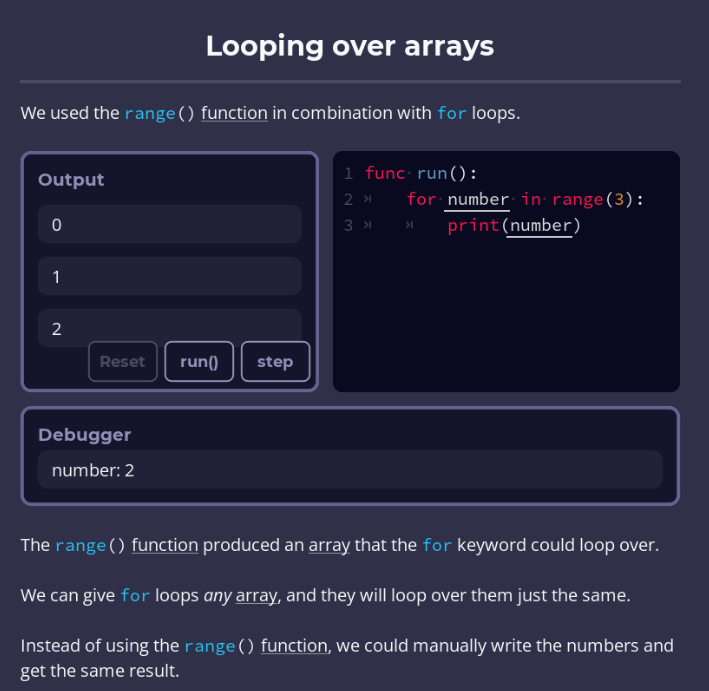 Looping over arrays
We used the range() function in combination with for loops.
Output
0
1
2
Reset run() step
1 func run():
2 for number in range(3):
3 print(number)
Debugger
number: 2
The range() function produced an array that the for keyword could loop over.
We can give for loops any array, and they will loop over them just the same.
Instead of using the range() function, we could manually write the numbers and
get the same result.